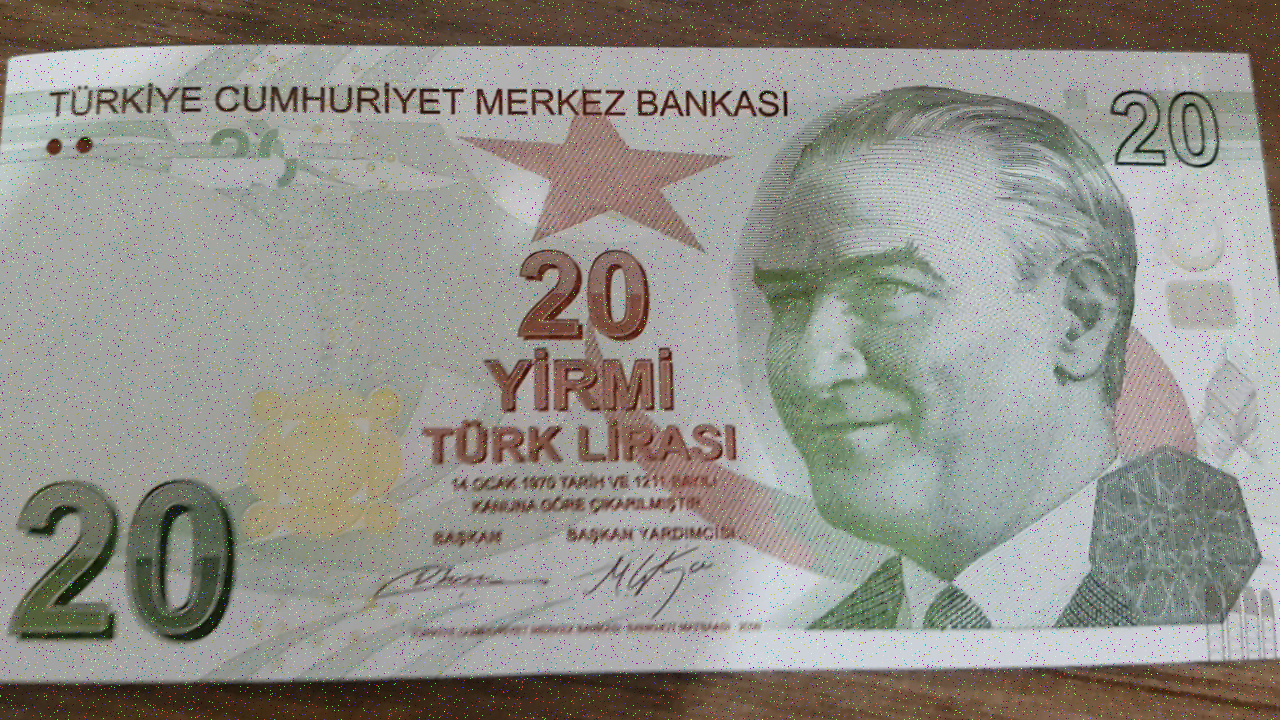 TÜRKİYE CUMHURİYET MERKEZ BANKASI
20
20
20
YİRMİ
TÜRK LİRASI
14 OCAK 1970 TARİH VE 1211 SAYILI
KANUNA GÖRE ÇIKARILMIŞTIR.
BAŞKAN BAŞKAN YARDIMCISI
20